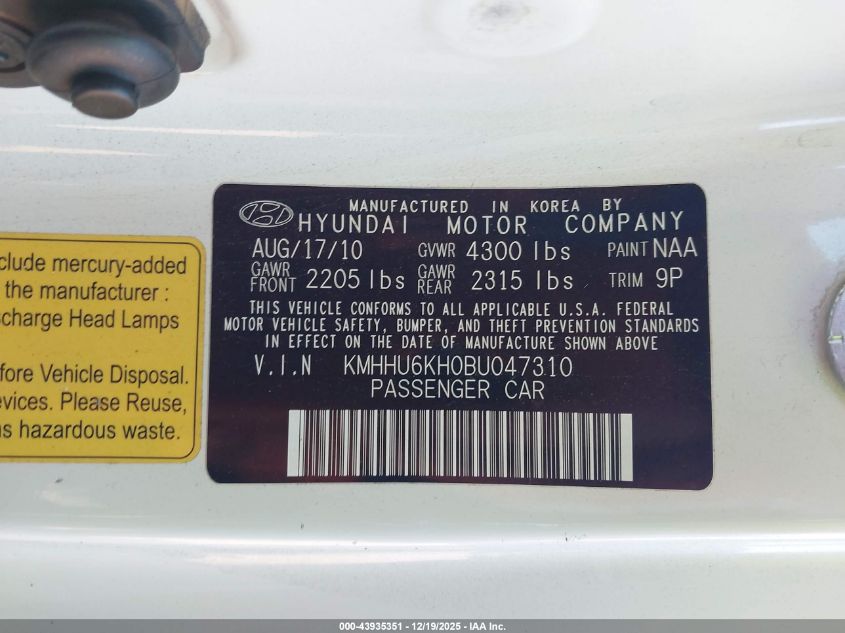 clude mercury-added
the manufacturer :
charge Head Lamps
fore Vehicle Disposal.
evices. Please Reuse,
as hazardous waste.
MANUFACTURED IN KOREA BY
HYUNDAI MOTOR COMPANY
AUG/17/10 GVWR 4300 lbs PAINT NAA
GAWR FRONT 2205 lbs GAWR REAR 2315 lbs TRIM 9P
THIS VEHICLE CONFORMS TO ALL APPLICABLE U.S.A. FEDERAL
MOTOR VEHICLE SAFETY, BUMPER, AND THEFT PREVENTION STANDARDS
IN EFFECT ON THE DATE OF MANUFACTURE SHOWN ABOVE
V.I.N KMHHU6KH0BU047310
PASSENGER CAR
000-43935351 - 12/19/2025 - IAA Inc.